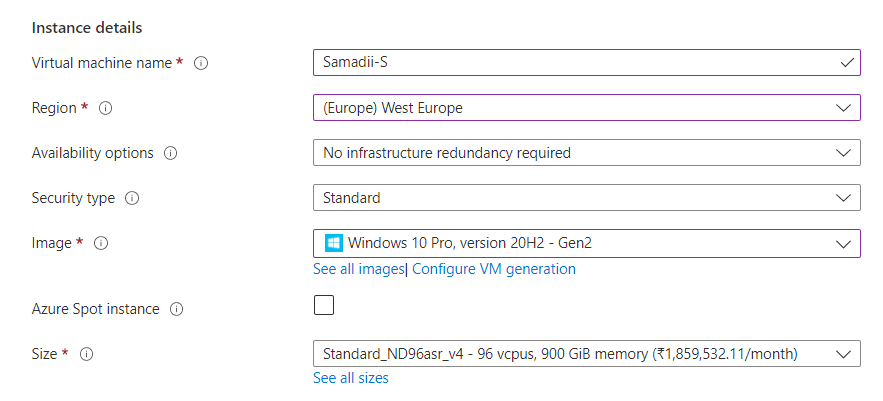 Instance details
Virtual machine name * Samadii-S
Region * (Europe) West Europe
Availability options No infrastructure redundancy required
Security type Standard
Image * Windows 10 Pro, version 20H2 - Gen2
See all images| Configure VM generation
Azure Spot instance
Size * Standard_ND96asr_v4 - 96 vcpus, 900 GiB memory (₹1,859,532.11/month)
See all sizes